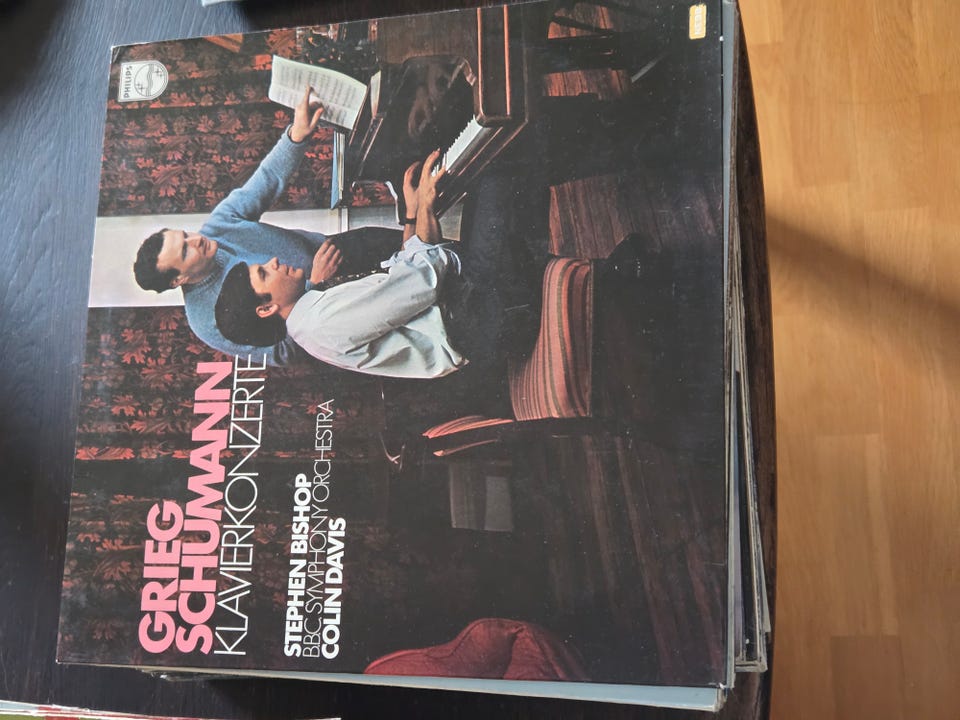 PHILIPS
GRIEG
SCHUMANN
KLAVIERKONZERTE
STEPHEN BISHOP
BBC SYMPHONY ORCHESTRA
COLIN DAVIS